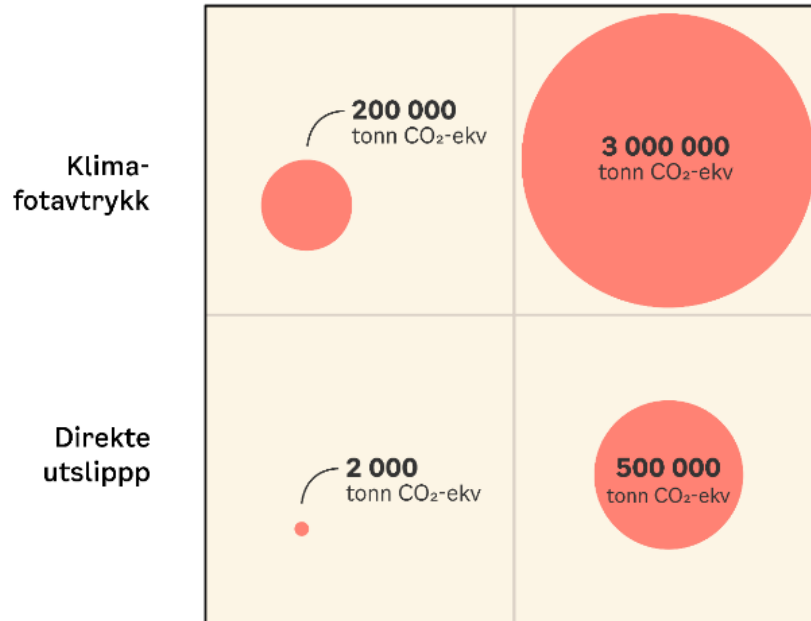 Klima-
fotavtrykk
200 000
tonn CO₂-ekv
3 000 000
tonn CO₂-ekv
Direkte
utslippp
2 000
tonn CO₂-ekv
500 000
tonn CO₂-ekv